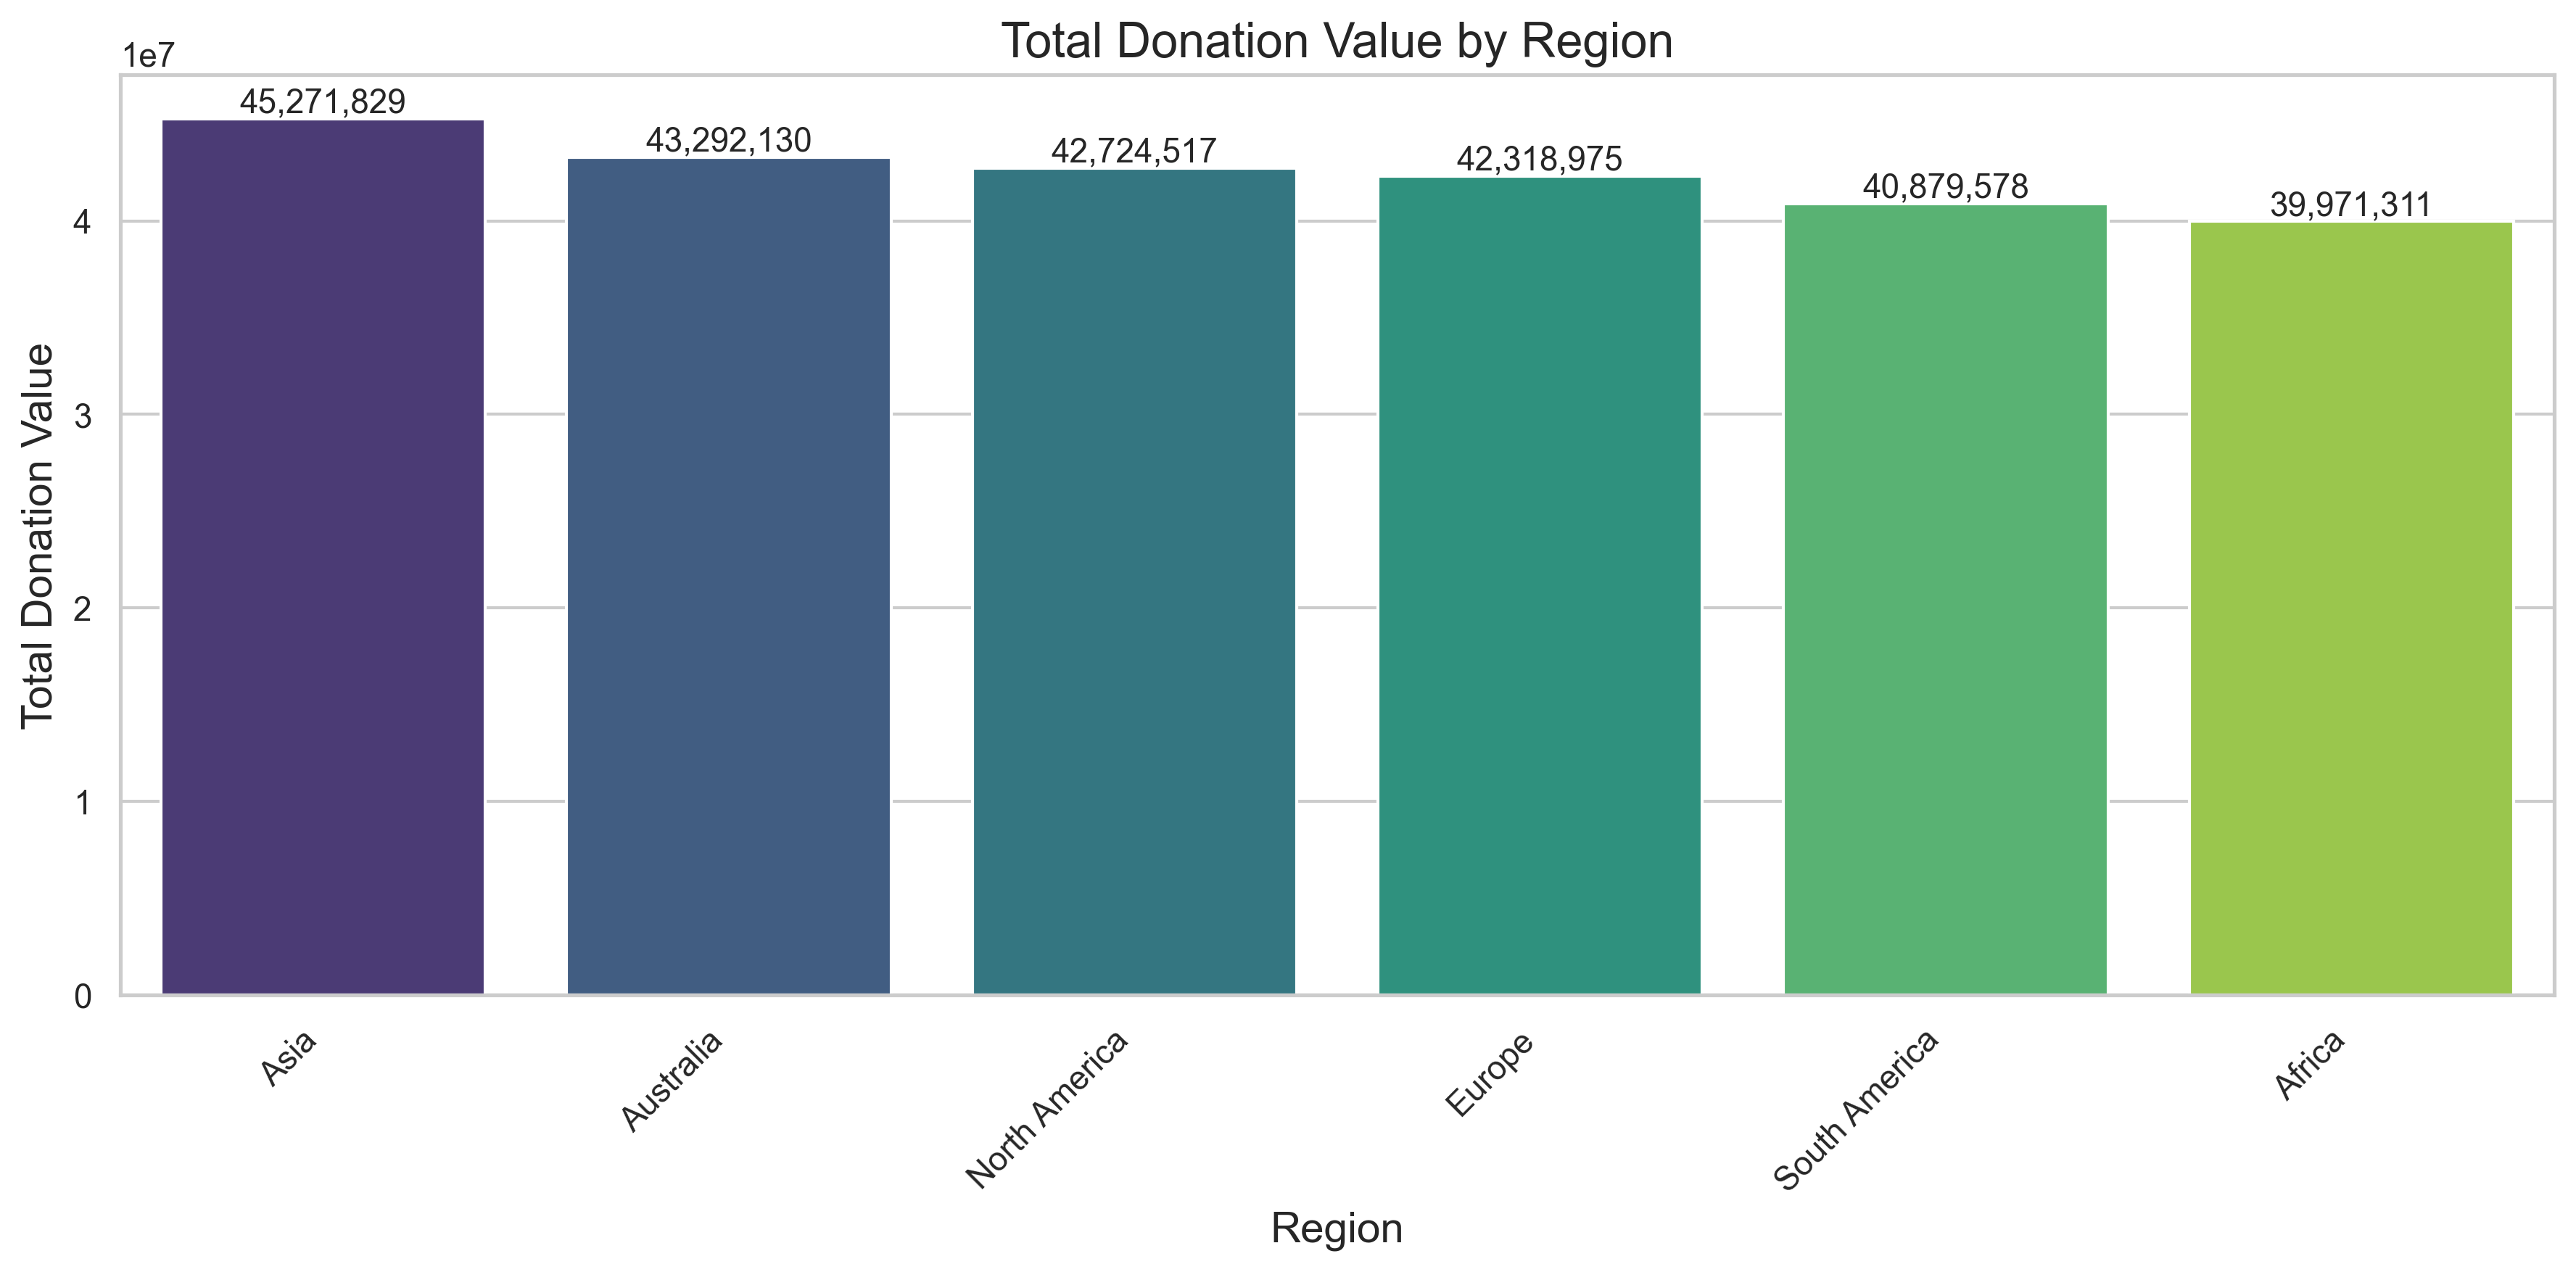 Total Donation Value by Region
1e7
45,271,829
43,292,130
42,724,517
42,318,975
40,879,578
39,971,311
4
3
2
1
0
Total Donation Value
Asia
Australia
North America
Europe
South America
Africa
Region